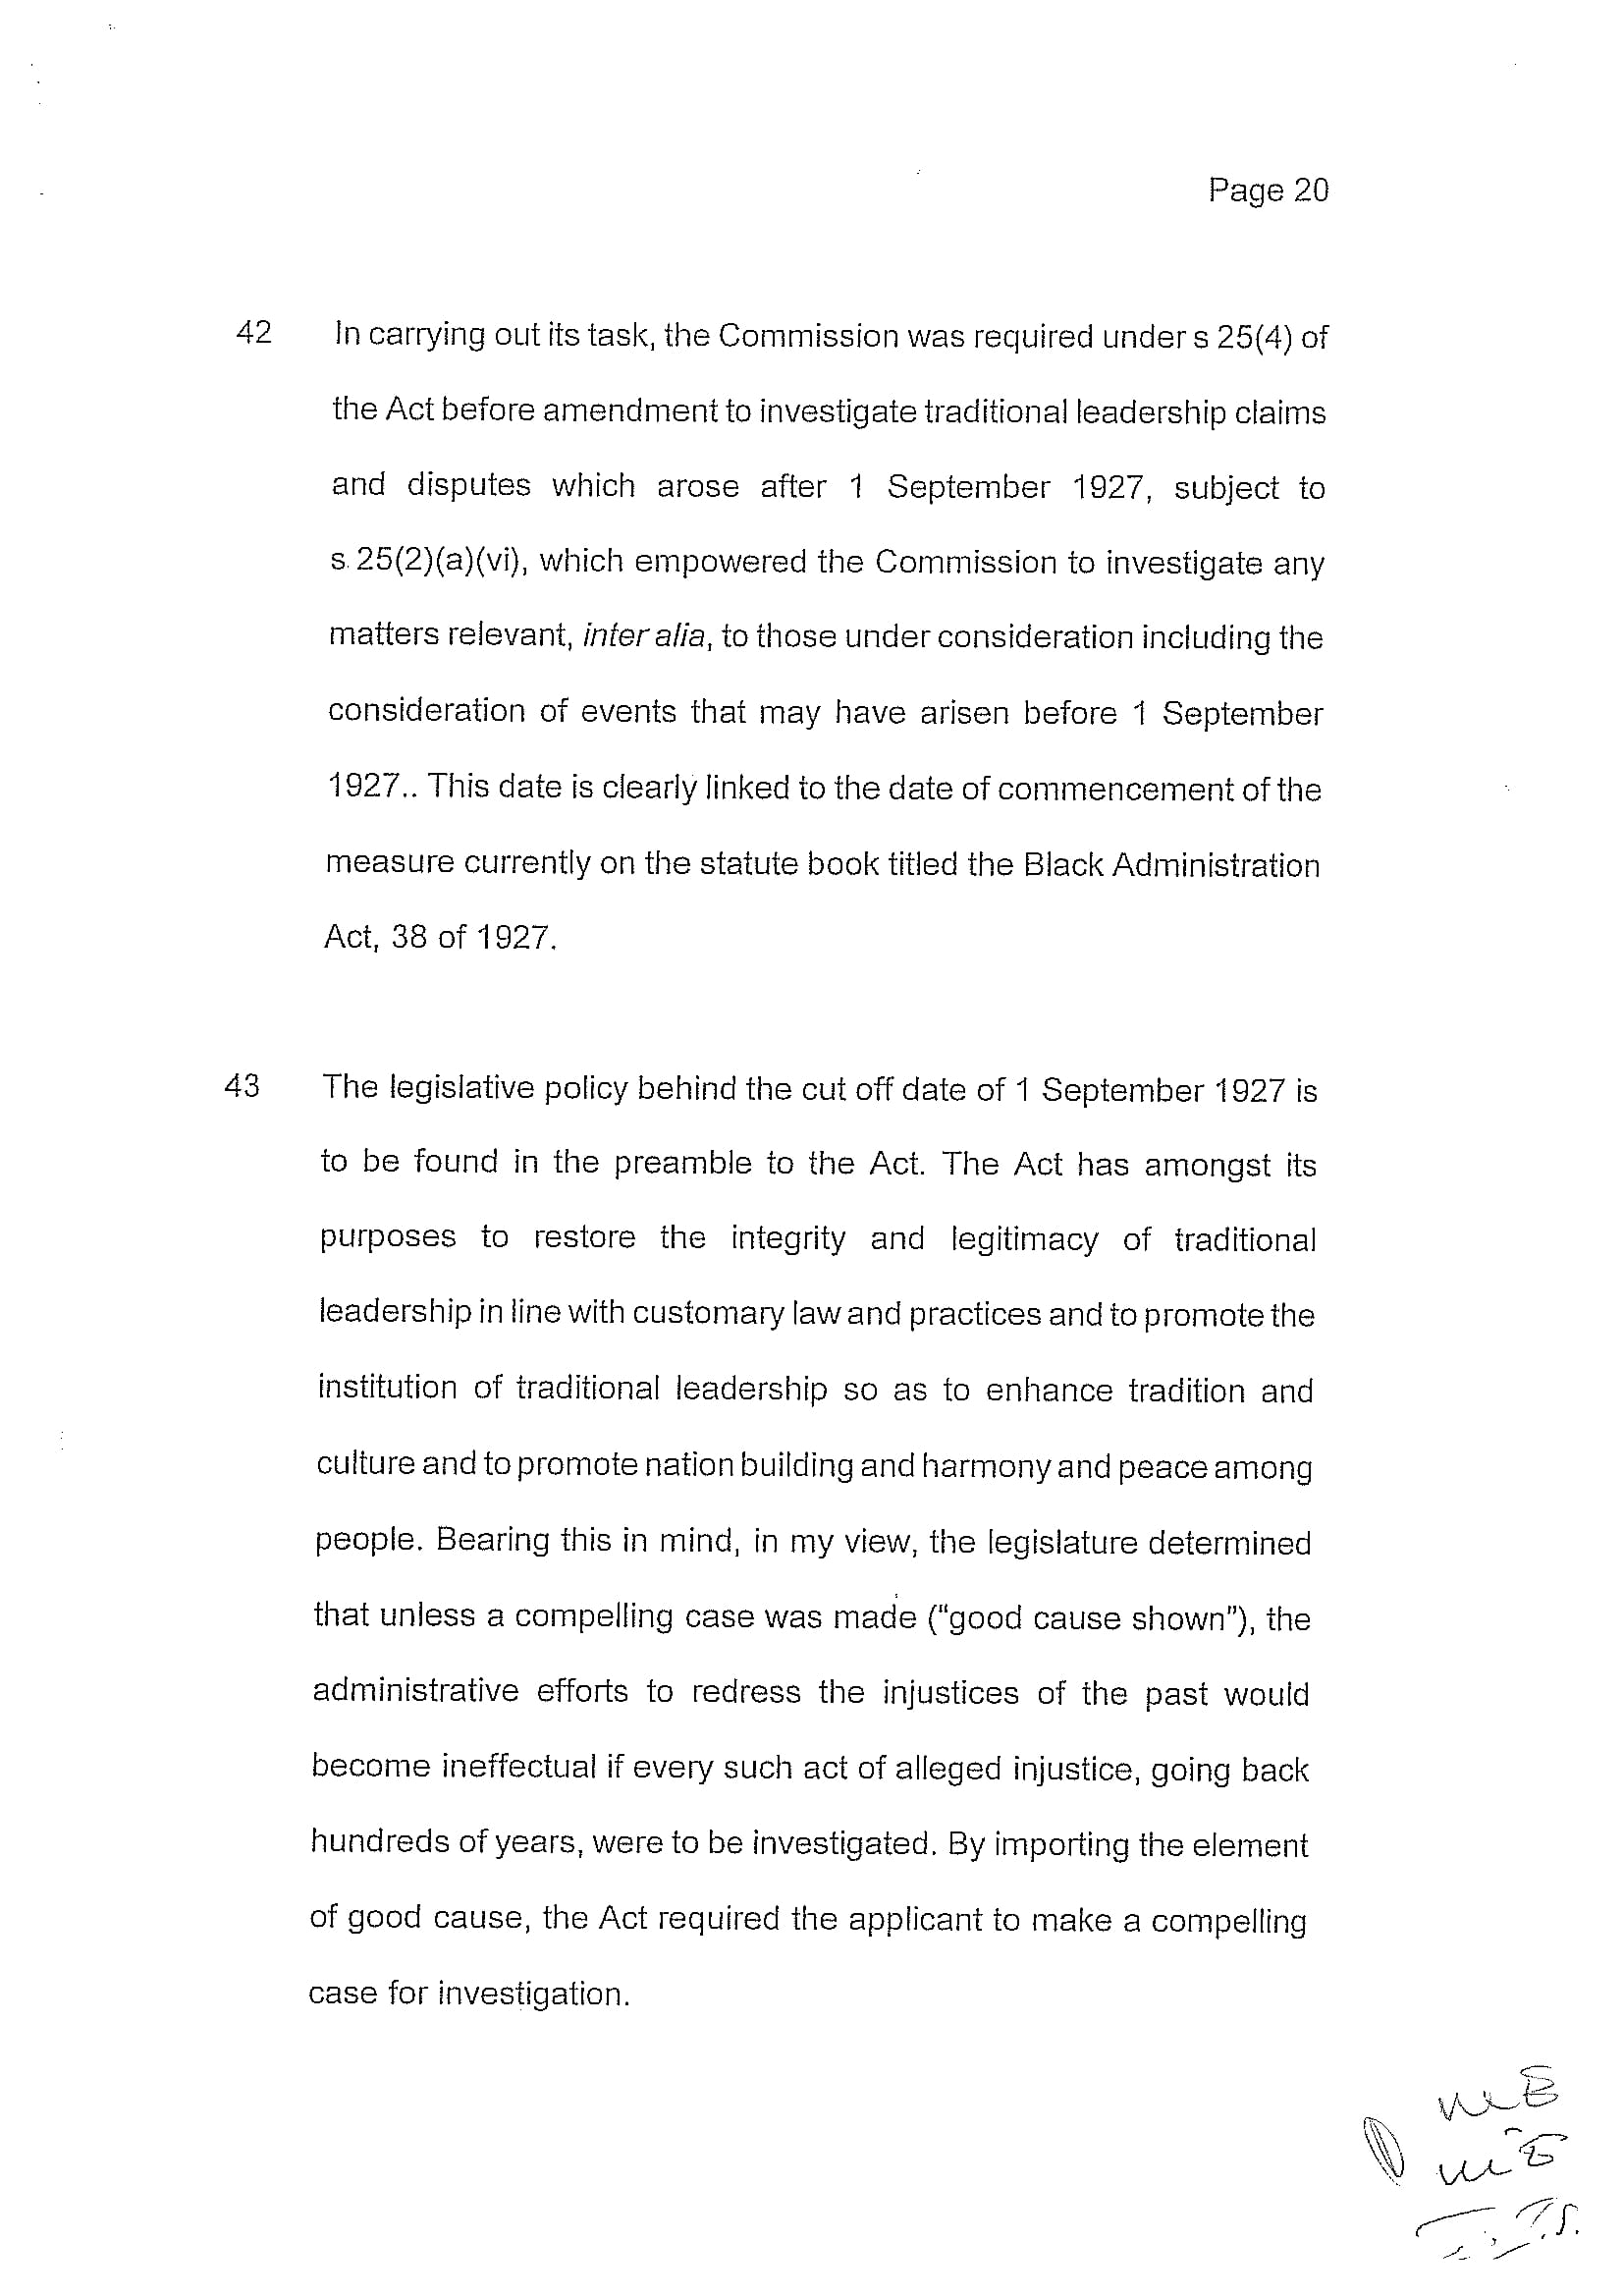 Page 20
42 In carrying out its task, the Commission was required under s 25(4) of
the Act before amendment to investigate traditional leadership claims
and disputes which arose after 1 September 1927, subject to
s 25(2)(a)(vi), which empowered the Commission to investigate any
matters relevant, inter alia, to those under consideration including the
consideration of events that may have arisen before 1 September
1927.. This date is clearly linked to the date of commencement of the
measure currently on the statute book titled the Black Administration
Act, 38 of 1927.
43 The legislative policy behind the cut off date of 1 September 1927 is
to be found in the preamble to the Act. The Act has amongst its
purposes to restore the integrity and legitimacy of traditional
leadership in line with customary law and practices and to promote the
institution of traditional leadership so as to enhance tradition and
culture and to promote nation building and harmony and peace among
people. Bearing this in mind, in my view, the legislature determined
that unless a compelling case was made ("good cause shown"), the
administrative efforts to redress the injustices of the past would
become ineffectual if every such act of alleged injustice, going back
hundreds of years, were to be investigated. By importing the element
of good cause, the Act required the applicant to make a compelling
case for investigation.